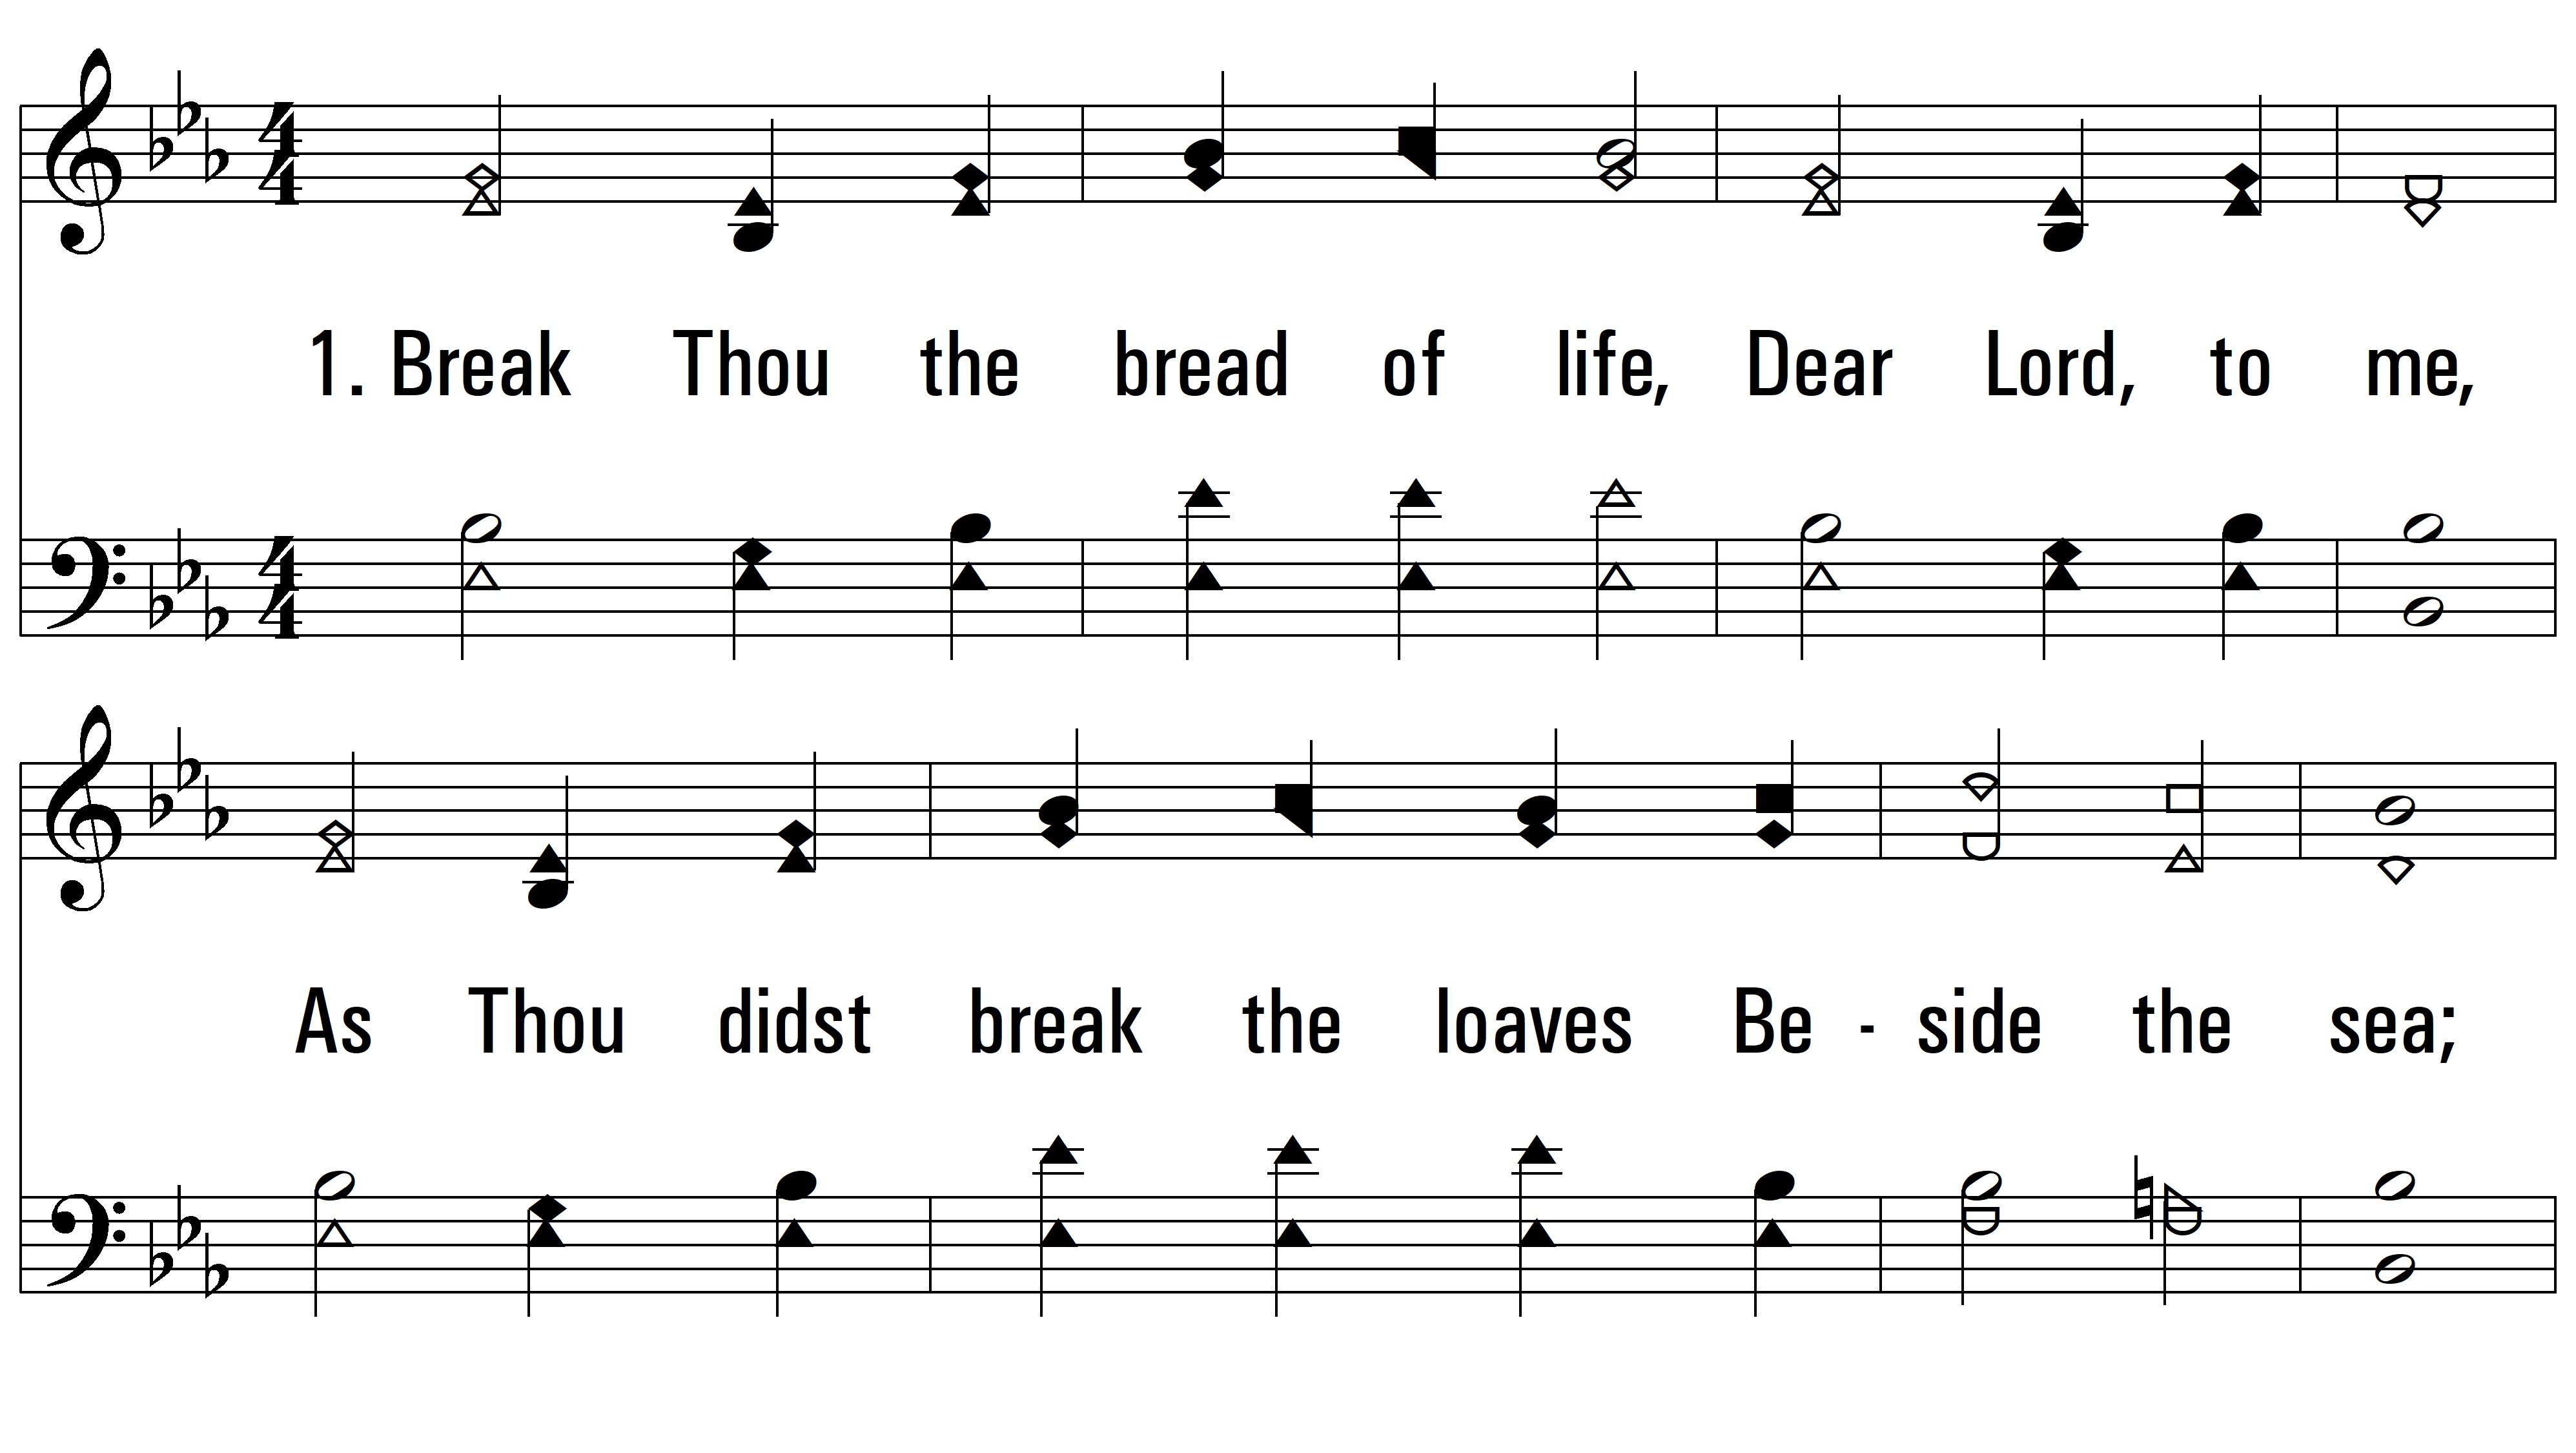 1. Break Thou the bread of life, Dear Lord, to me,
As Thou didst break the loaves Be - side the sea;